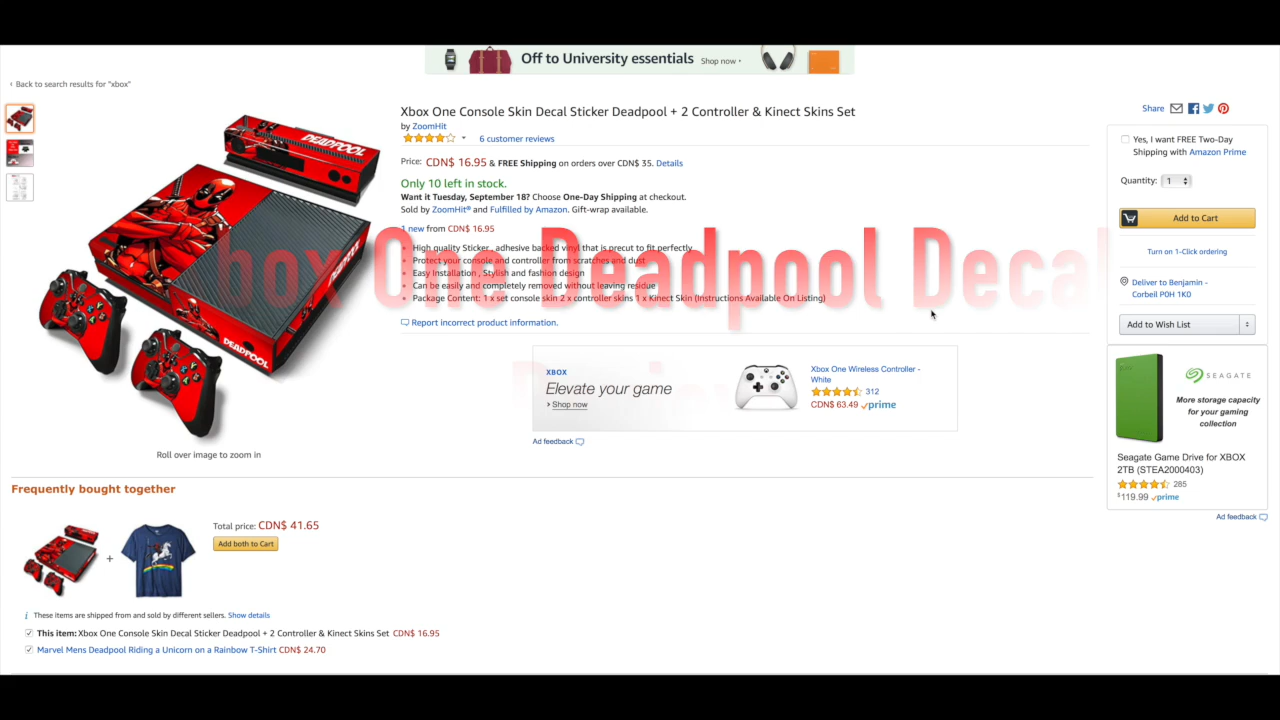 Off to University essentials Shop now ›
‹ Back to search results for "xbox"
Xbox One Console Skin Decal Sticker Deadpool + 2 Controller & Kinect Skins Set
by ZoomHit
6 customer reviews
Price: CDN$ 16.95 & FREE Shipping on orders over CDN$ 35. Details
Only 10 left in stock.
Want it Tuesday, September 18? Choose One-Day Shipping at checkout.
Sold by ZoomHit® and Fulfilled by Amazon. Gift-wrap available.
1 new from CDN$ 16.95
High quality Sticker , adhesive backed vinyl that is precut to fit perfectly.
Protect your console and controller from scratches and dust
Easy Installation , Stylish and fashion design
Can be easily and completely removed without leaving residue
Package Content: 1 x set console skin 2 x controller skins 1 x Kinect Skin (Instructions Available On Listing)
Xbox One Deadpool Decal
Report incorrect product information.
DEADPOOL
DEADPOOL
Roll over image to zoom in
XBOX
Elevate your game
› Shop now
Xbox One Wireless Controller -
White
312
CDN$ 63.49 prime
Ad feedback
Share
Yes, I want FREE Two-Day
Shipping with Amazon Prime
Quantity: 1
Add to Cart
Turn on 1-Click ordering
Deliver to Benjamin -
Corbeil P0H 1K0
Add to Wish List
SEAGATE
More storage capacity
for your gaming
collection
Seagate Game Drive for XBOX
2TB (STEA2000403)
285
$119.99 prime
Ad feedback
Frequently bought together
Total price: CDN$ 41.65
Add both to Cart
+
i These items are shipped from and sold by different sellers. Show details
This item: Xbox One Console Skin Decal Sticker Deadpool + 2 Controller & Kinect Skins Set CDN$ 16.95
Marvel Mens Deadpool Riding a Unicorn on a Rainbow T-Shirt CDN$ 24.70